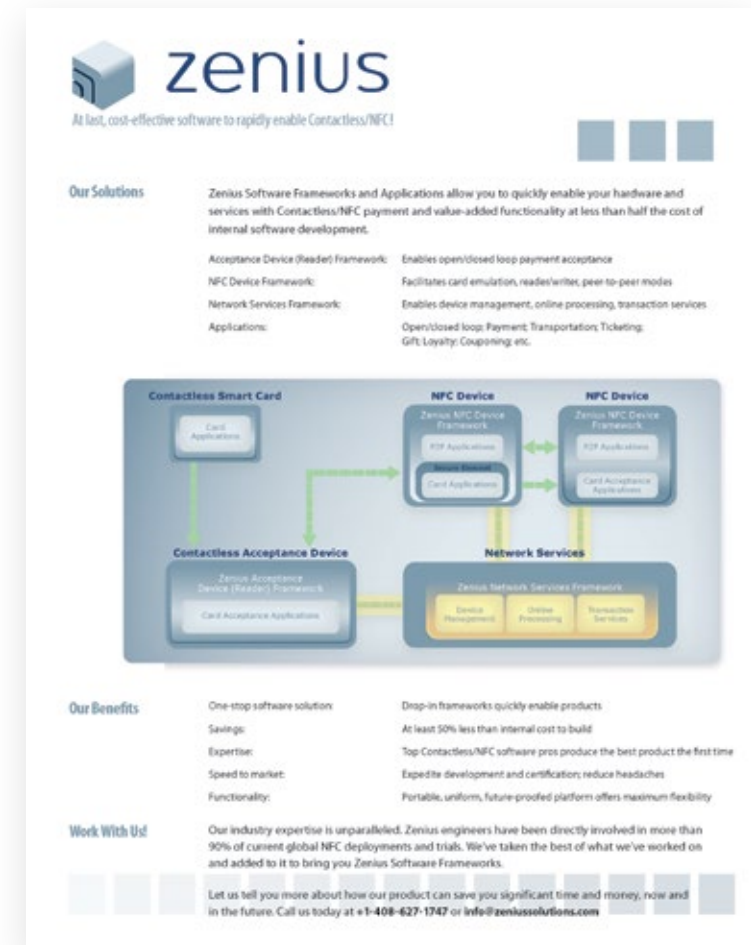 zenius
At last, cost-effective software to rapidly enable Contactless/NFC!
Our Solutions
Zenius Software Frameworks and Applications allow you to quickly enable your hardware and
services with Contactless/NFC payment and value-added functionality at less than half the cost of
internal software development.
Acceptance Device (Reader) Framework: Enables open/closed loop payment acceptance
NFC Device Framework: Facilitates card emulation, reader/writer, peer-to-peer modes
Network Services Framework: Enables device management, online processing, transaction services
Applications: Open/closed loop; Payment; Transportation; Ticketing;
Gift; Loyalty; Couponing; etc.
Contactless Smart Card
Card
Applications
NFC Device
Zenius NFC Device
Framework
P2P Applications
Secure Element
Card Applications
NFC Device
Zenius NFC Device
Framework
P2P Applications
Card Acceptance
Applications
Contactless Acceptance Device
Zenius Acceptance
Device (Reader) Framework
Card Acceptance Applications
Network Services
Zenius Network Services Framework
Device
Management
Online
Processing
Transaction
Services
Our Benefits
One-stop software solution: Drop-in frameworks quickly enable products
Savings: At least 50% less than internal cost to build
Expertise: Top Contactless/NFC software pros produce the best product the first time
Speed to market: Expedite development and certification; reduce headaches
Functionality: Portable, uniform, future-proofed platform offers maximum flexibility
Work With Us!
Our industry expertise is unparalleled. Zenius engineers have been directly involved in more than
90% of current global NFC deployments and trials. We've taken the best of what we've worked on
and added to it to bring you Zenius Software Frameworks.
Let us tell you more about how our product can save you significant time and money, now and
in the future. Call us today at +1-408-627-1747 or info@zeniussolutions.com